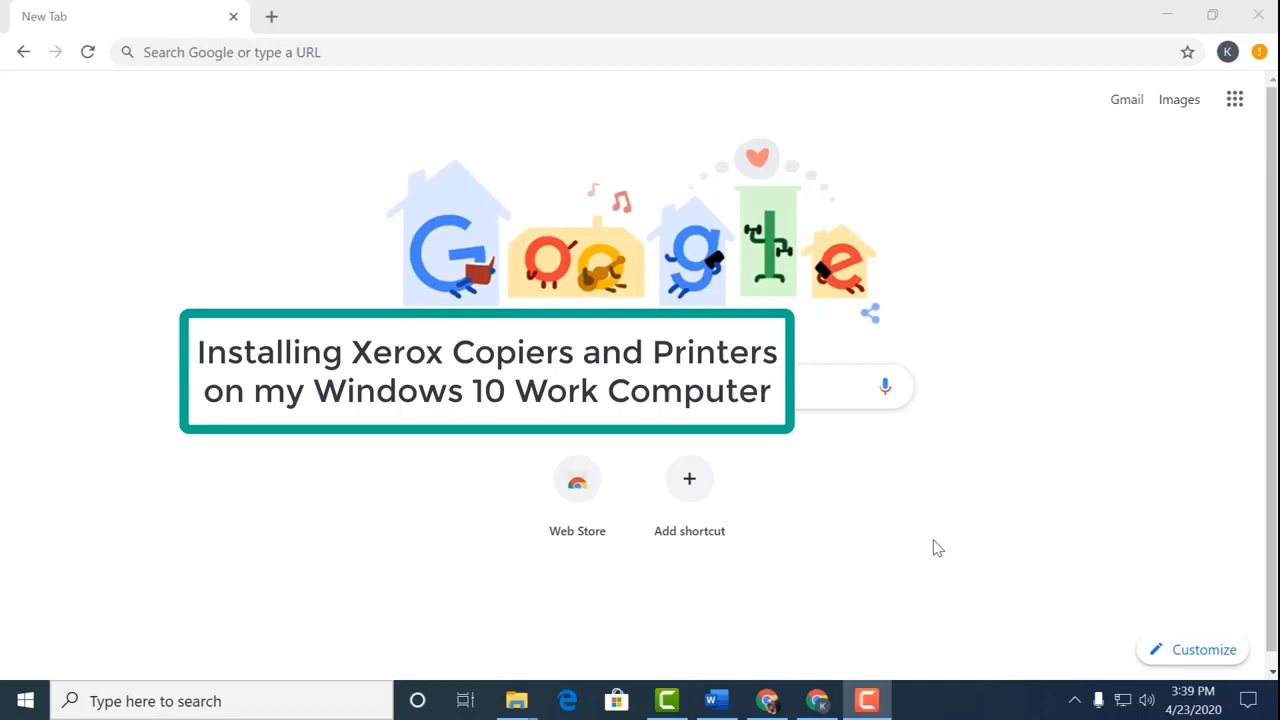 New Tab
Search Google or type a URL
K
Gmail Images
Google
Installing Xerox Copiers and Printers
on my Windows 10 Work Computer
Web Store
Add shortcut
Customize
Type here to search
3:39 PM
4/23/2020